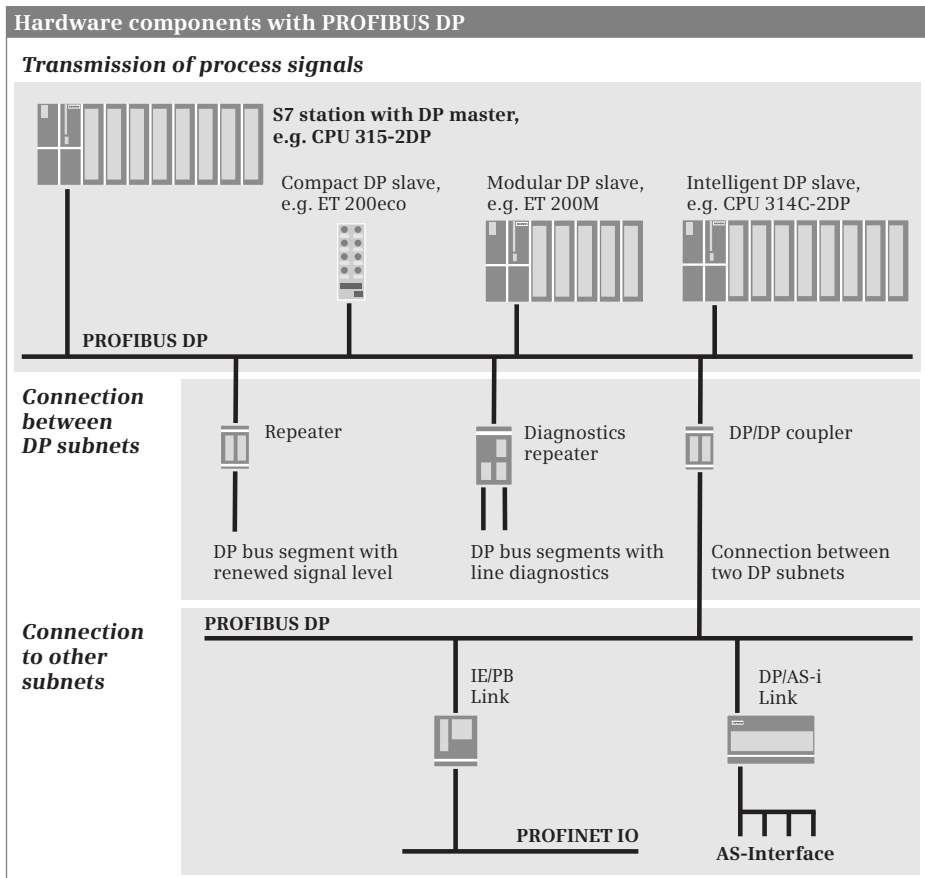 Hardware components with PROFIBUS DP
Transmission of process signals
S7 station with DP master,
e.g. CPU 315-2DP
Compact DP slave,
e.g. ET 200eco
Modular DP slave,
e.g. ET 200M
Intelligent DP slave,
e.g. CPU 314C-2DP
PROFIBUS DP
Connection
between
DP subnets
Repeater
Diagnostics
repeater
DP/DP coupler
DP bus segment with
renewed signal level
DP bus segments with
line diagnostics
Connection between
two DP subnets
Connection
to other
subnets
PROFIBUS DP
IE/PB
Link
DP/AS-i
Link
PROFINET IO
AS-Interface